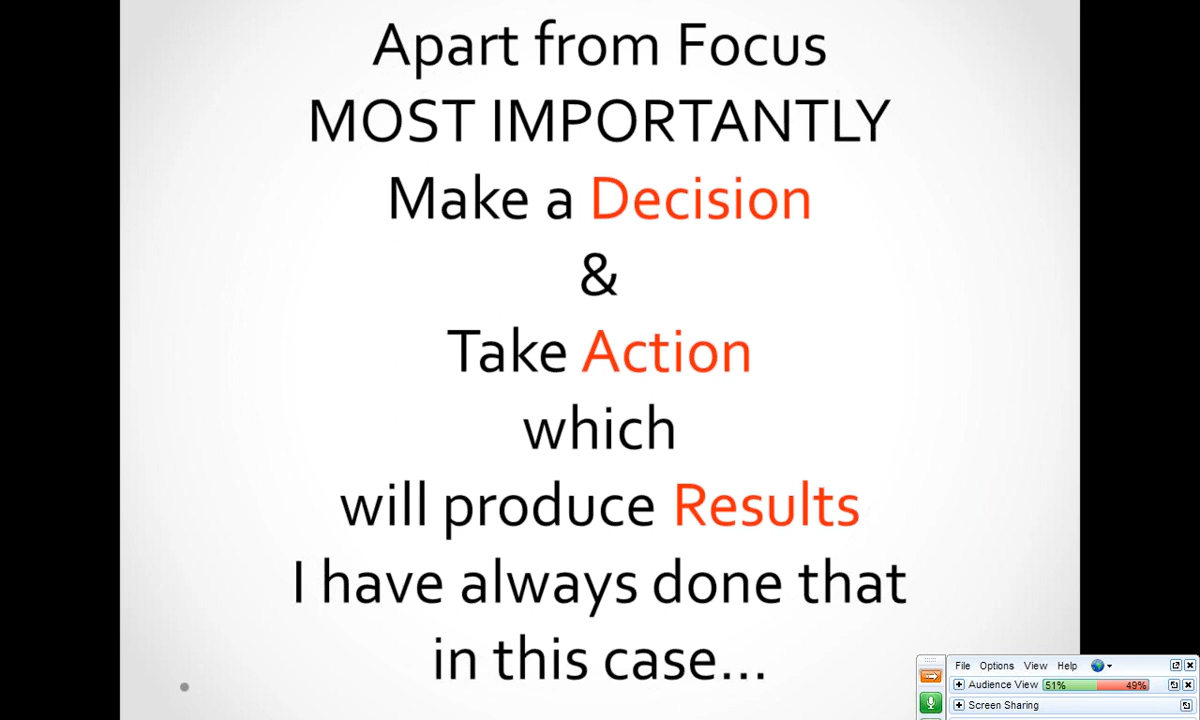 Apart from Focus
MOST IMPORTANTLY
Make a Decision
&
Take Action
which
will produce Results
I have always done that
in this case...
File Options View Help
Audience View 51% 49%
Screen Sharing